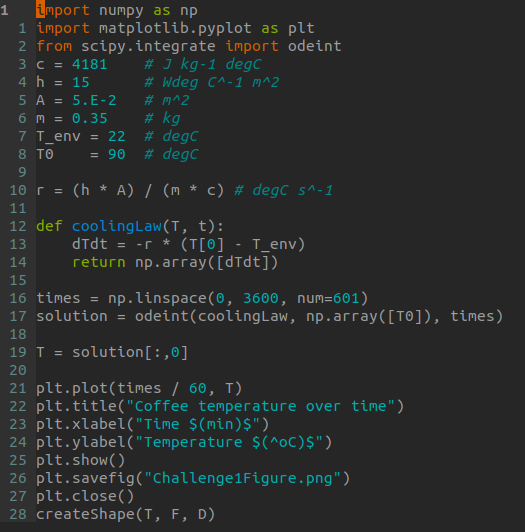 1 import numpy as np
1 import matplotlib.pyplot as plt
2 from scipy.integrate import odeint
3 c = 4181    # J kg-1 degC
4 h = 15      # Wdeg C^-1 m^2
5 A = 5.E-2   # m^2
6 m = 0.35    # kg
7 T_env = 22  # degC
8 T0    = 90  # degC
9
10 r = (h * A) / (m * c) # degC s^-1
11
12 def coolingLaw(T, t):
13     dTdt = -r * (T[0] - T_env)
14     return np.array([dTdt])
15
16 times = np.linspace(0, 3600, num=601)
17 solution = odeint(coolingLaw, np.array([T0]), times)
18
19 T = solution[:,0]
20
21 plt.plot(times / 60, T)
22 plt.title("Coffee temperature over time")
23 plt.xlabel("Time $(min)$")
24 plt.ylabel("Temperature $(^oC)$")
25 plt.show()
26 plt.savefig("Challenge1Figure.png")
27 plt.close()
28 createShape(T, F, D)